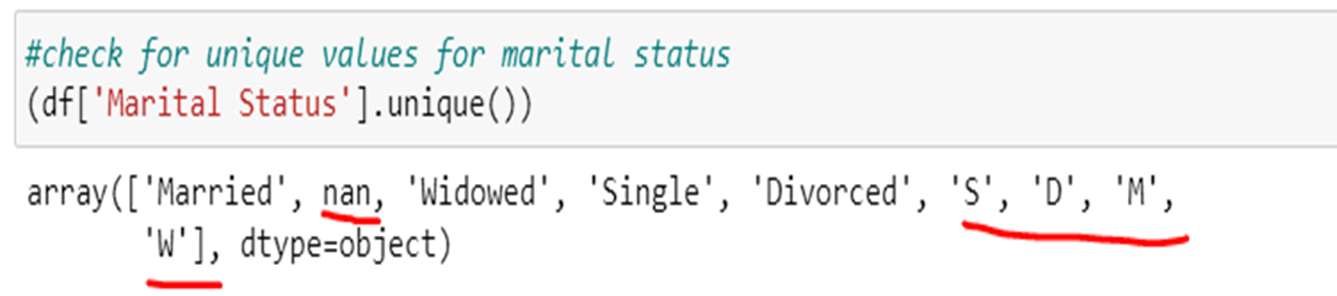 #check for unique values for marital status
(df['Marital Status'].unique())
array(['Married', nan, 'Widowed', 'Single', 'Divorced', 'S', 'D', 'M',
'W'], dtype=object)